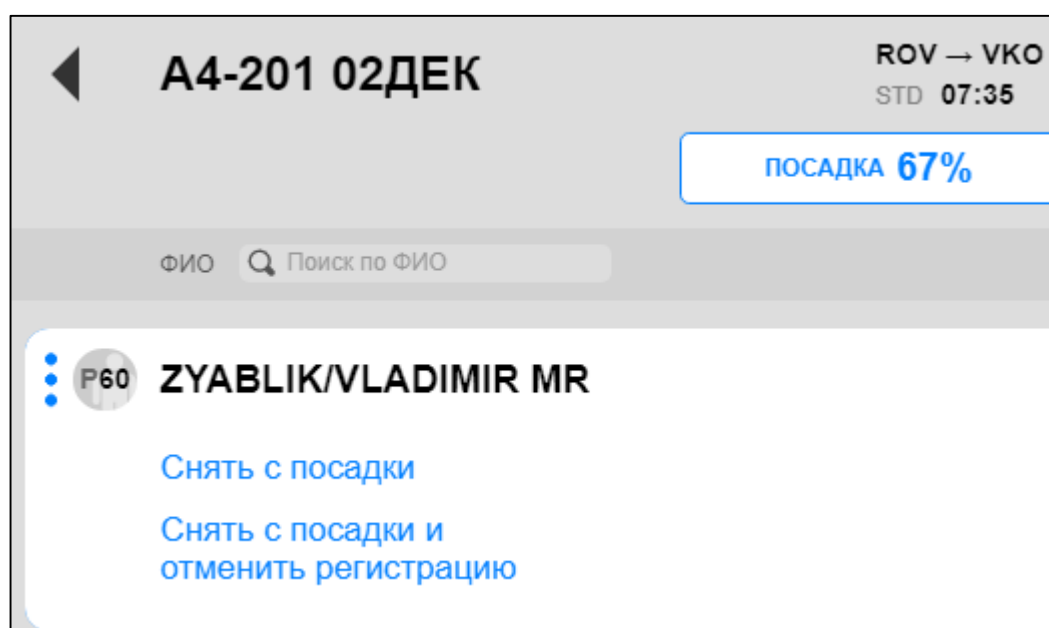 А4-201 02ДЕК
ROV → VKO
STD 07:35
ПОСАДКА 67%
ФИО Поиск по ФИО
P60 ZYABLIK/VLADIMIR MR
Снять с посадки
Снять с посадки и
отменить регистрацию